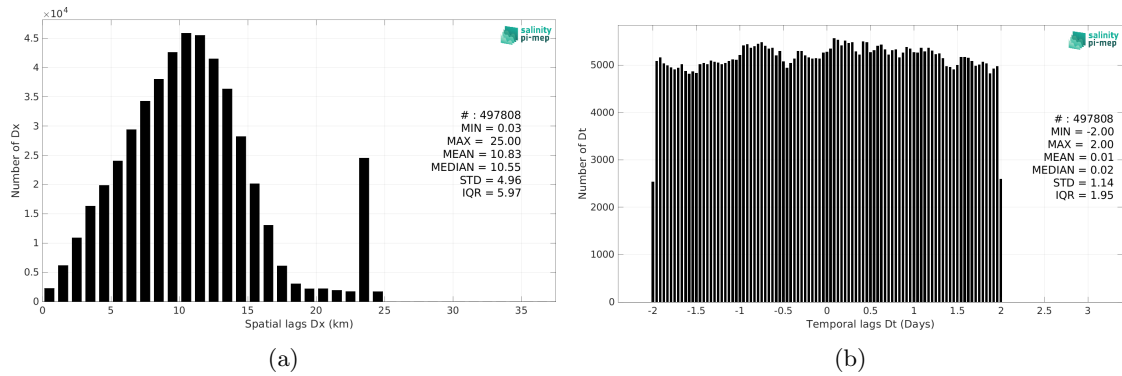 ×10⁴
4.5
4
3.5
3
2.5
2
1.5
1
0.5
0
Number of Dx
salinity
pi-mep
# : 497808
MIN = 0.03
MAX = 25.00
MEAN = 10.83
MEDIAN = 10.55
STD = 4.96
IQR = 5.97
0 5 10 15 20 25 30 35
Spatial lags Dx (km)
(a)
5000
4000
3000
2000
1000
0
Number of Dt
salinity
pi-mep
# : 497808
MIN = -2.00
MAX = 2.00
MEAN = 0.01
MEDIAN = 0.02
STD = 1.14
IQR = 1.95
-2 -1.5 -1 -0.5 0 0.5 1 1.5 2 2.5 3
Temporal lags Dt (Days)
(b)